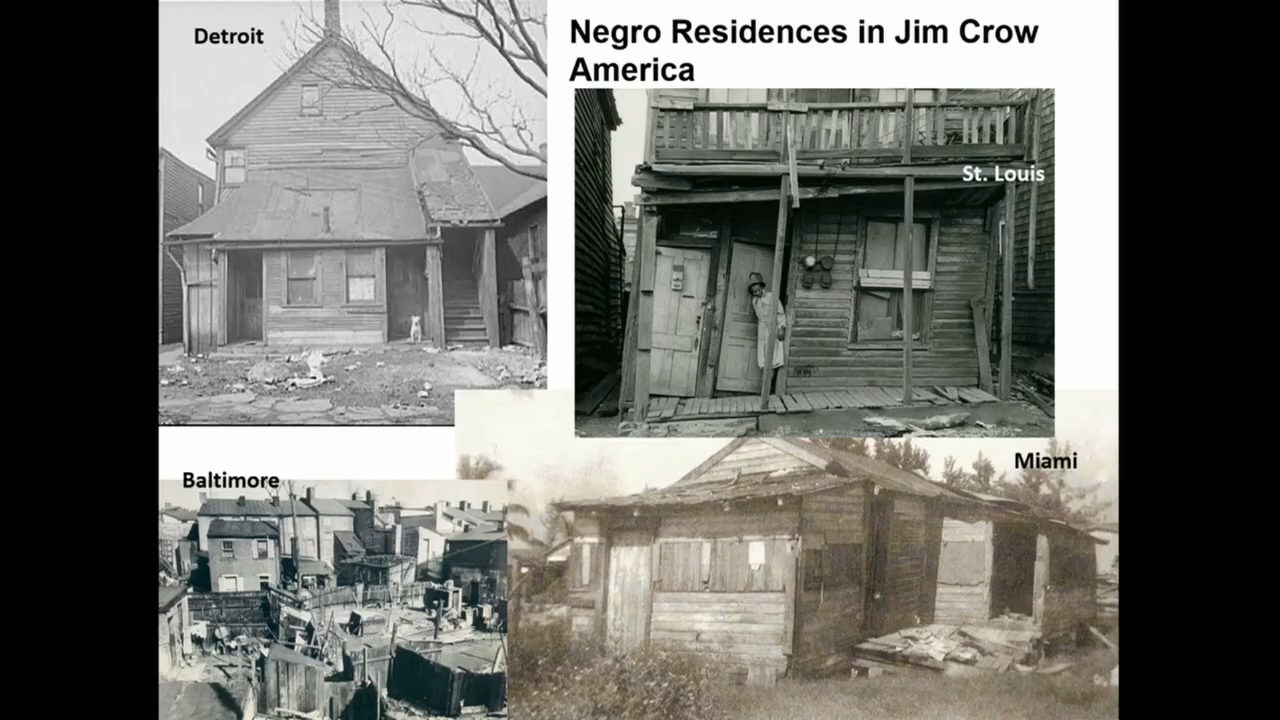 Detroit
Negro Residences in Jim Crow
America
St. Louis
Baltimore
Miami